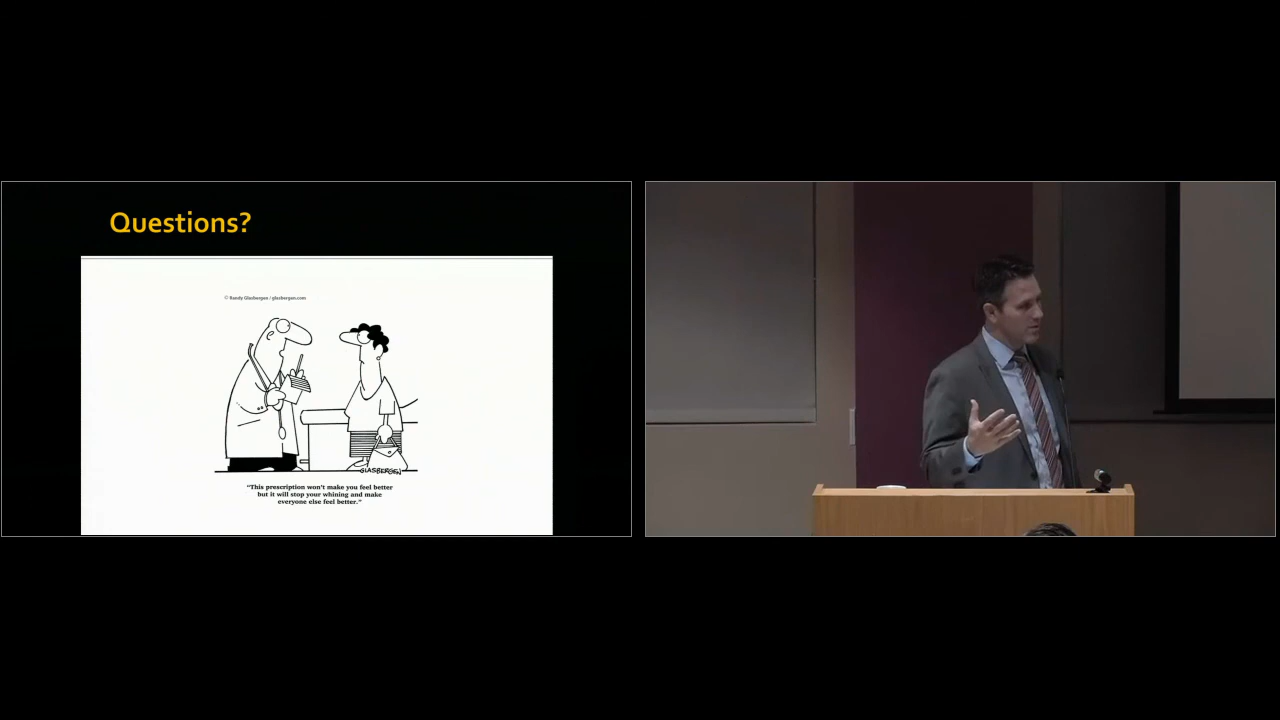 Questions?
© Randy Glasbergen / glasbergen.com
GLASBERGEN
"This prescription won't make you feel better
but it will stop your whining and make
everyone else feel better."